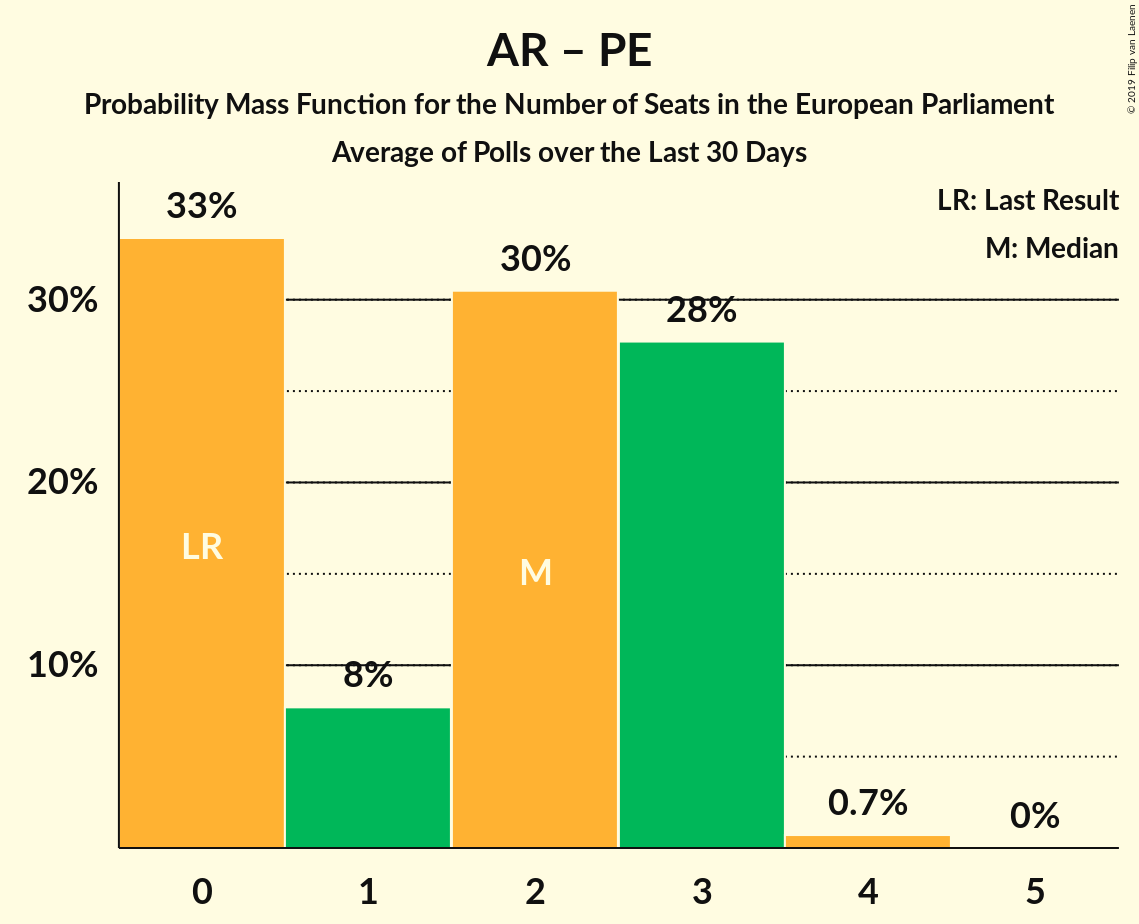 AR – PE
Probability Mass Function for the Number of Seats in the European Parliament
Average of Polls over the Last 30 Days
© 2019 Filip van Laenen
LR: Last Result
M: Median
33%
30%
28%
30%
20%
LR
M
10%
8%
0.7%
0%
0 1 2 3 4 5